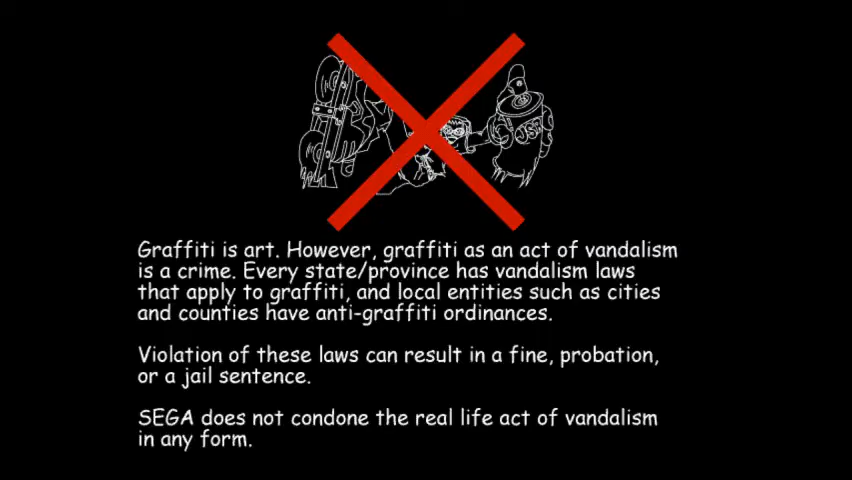 JSR
Graffiti is art. However, graffiti as an act of vandalism
is a crime. Every state/province has vandalism laws
that apply to graffiti, and local entities such as cities
and counties have anti-graffiti ordinances.
Violation of these laws can result in a fine, probation,
or a jail sentence.
SEGA does not condone the real life act of vandalism
in any form.